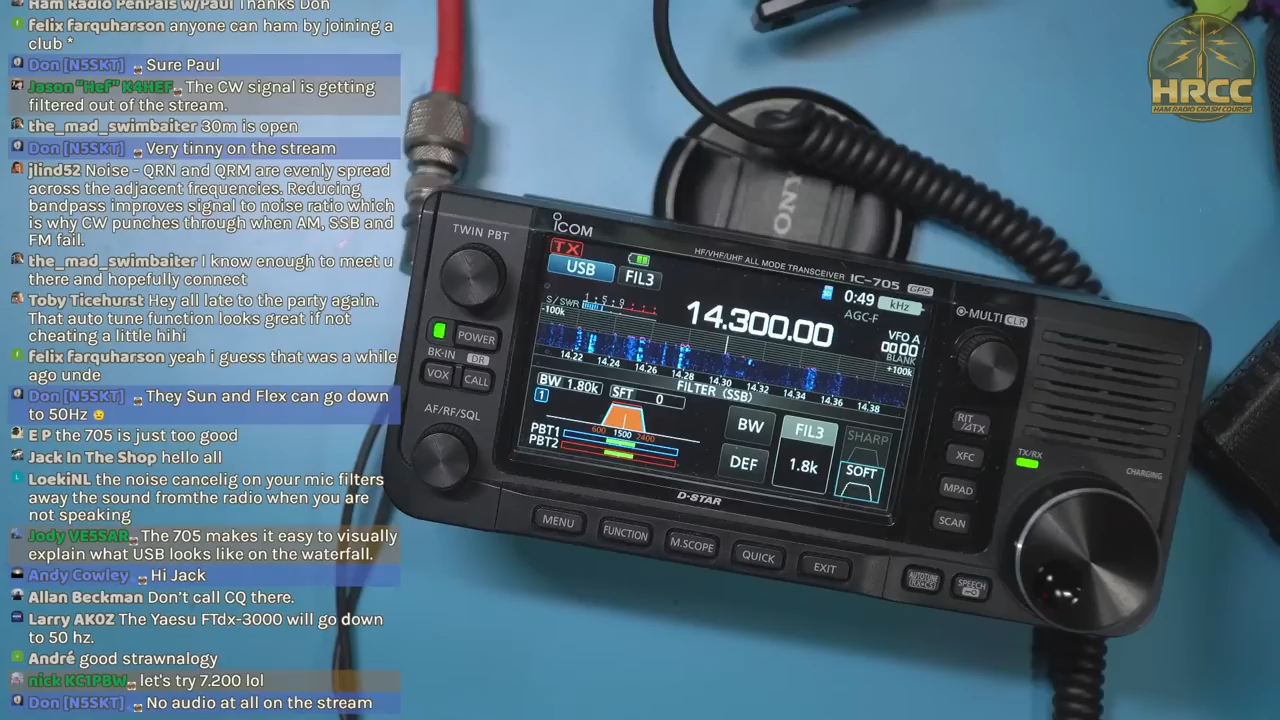 Ham Radio PenPals w/Paul Thanks Don
felix farquharson anyone can ham by joining a
club *
Don [N5SKT] Sure Paul
Jason "Hef" K4HEF The CW signal is getting
filtered out of the stream.
the_mad_swimbaiter 30m is open
Don [N5SKT] Very tinny on the stream
jlind52 Noise - QRN and QRM are evenly spread
across the adjacent frequencies. Reducing
bandpass improves signal to noise ratio which
is why CW punches through when AM, SSB and
FM fail.
the_mad_swimbaiter I know enough to meet u
there and hopefully connect
Toby Ticehurst Hey all late to the party again.
That auto tune function looks great if not
cheating a little hihi
felix farquharson yeah i guess that was a while
ago unde
Don [N5SKT] They Sun and Flex can go down
to 50Hz
E P the 705 is just too good
Jack In The Shop hello all
LoekiNL the noise cancelig on your mic filters
away the sound fromthe radio when you are
not speaking
Jody VE5SAR The 705 makes it easy to visually
explain what USB looks like on the waterfall.
Andy Cowley Hi Jack
Allan Beckman Don't call CQ there.
Larry AK0Z The Yaesu FTdx-3000 will go down
to 50 hz.
André good strawnalogy
nick KC1PBW let's try 7.200 lol
Don [N5SKT] No audio at all on the stream
HRCC
HAM RADIO CRASH COURSE
SONY
ICOM
HF/VHF/UHF ALL MODE TRANSCEIVER IC-705 GPS
TWIN PBT
POWER
BK-IN
DR
VOX
CALL
AF/RF/SQL
TX
USB
FIL3
0:49 kHz
AGC-F
S/SWR
1 5 9
14.300.00
VFO A
0000
BLANK
-100k
+100k
14.22 14.24 14.26 14.28 14.30 14.32 14.34 14.36 14.38
FILTER (SSB)
BW 1.80k
SFT 0
1
600 1500 2400
PBT1
PBT2
BW
DEF
FIL3
1.8k
SHARP
SOFT
D-STAR
MENU
FUNCTION
M.SCOPE
QUICK
EXIT
MULTI CLR
RIT
/ΔTX
XFC
MPAD
SCAN
TX/RX
CHARGING
AUTOTUNE
SPEECH